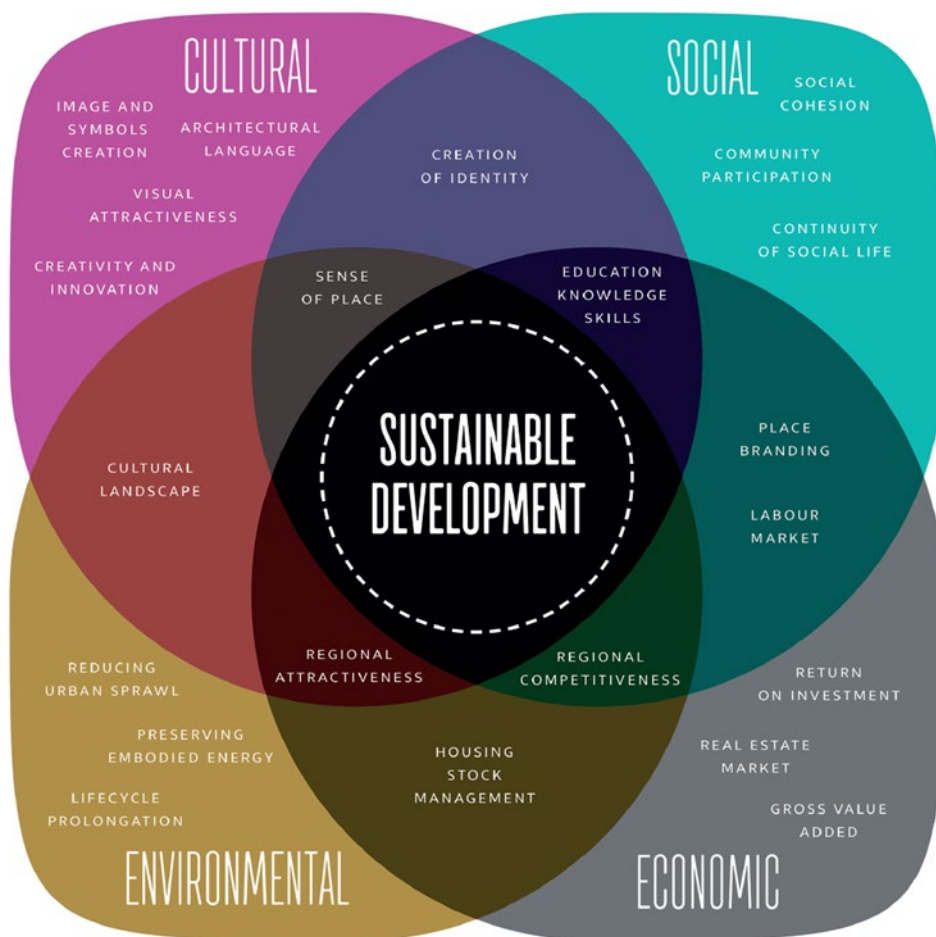 CULTURAL
IMAGE AND
SYMBOLS
CREATION
ARCHITECTURAL
LANGUAGE
VISUAL
ATTRACTIVENESS
CREATIVITY AND
INNOVATION
CREATION
OF IDENTITY
SOCIAL
SOCIAL
COHESION
COMMUNITY
PARTICIPATION
CONTINUITY
OF SOCIAL LIFE
SENSE
OF PLACE
EDUCATION
KNOWLEDGE
SKILLS
CULTURAL
LANDSCAPE
SUSTAINABLE
DEVELOPMENT
PLACE
BRANDING
LABOUR
MARKET
REGIONAL
ATTRACTIVENESS
REGIONAL
COMPETITIVENESS
REDUCING
URBAN SPRAWL
PRESERVING
EMBODIED ENERGY
LIFECYCLE
PROLONGATION
ENVIRONMENTAL
HOUSING
STOCK
MANAGEMENT
RETURN
ON INVESTMENT
REAL ESTATE
MARKET
GROSS VALUE
ADDED
ECONOMIC